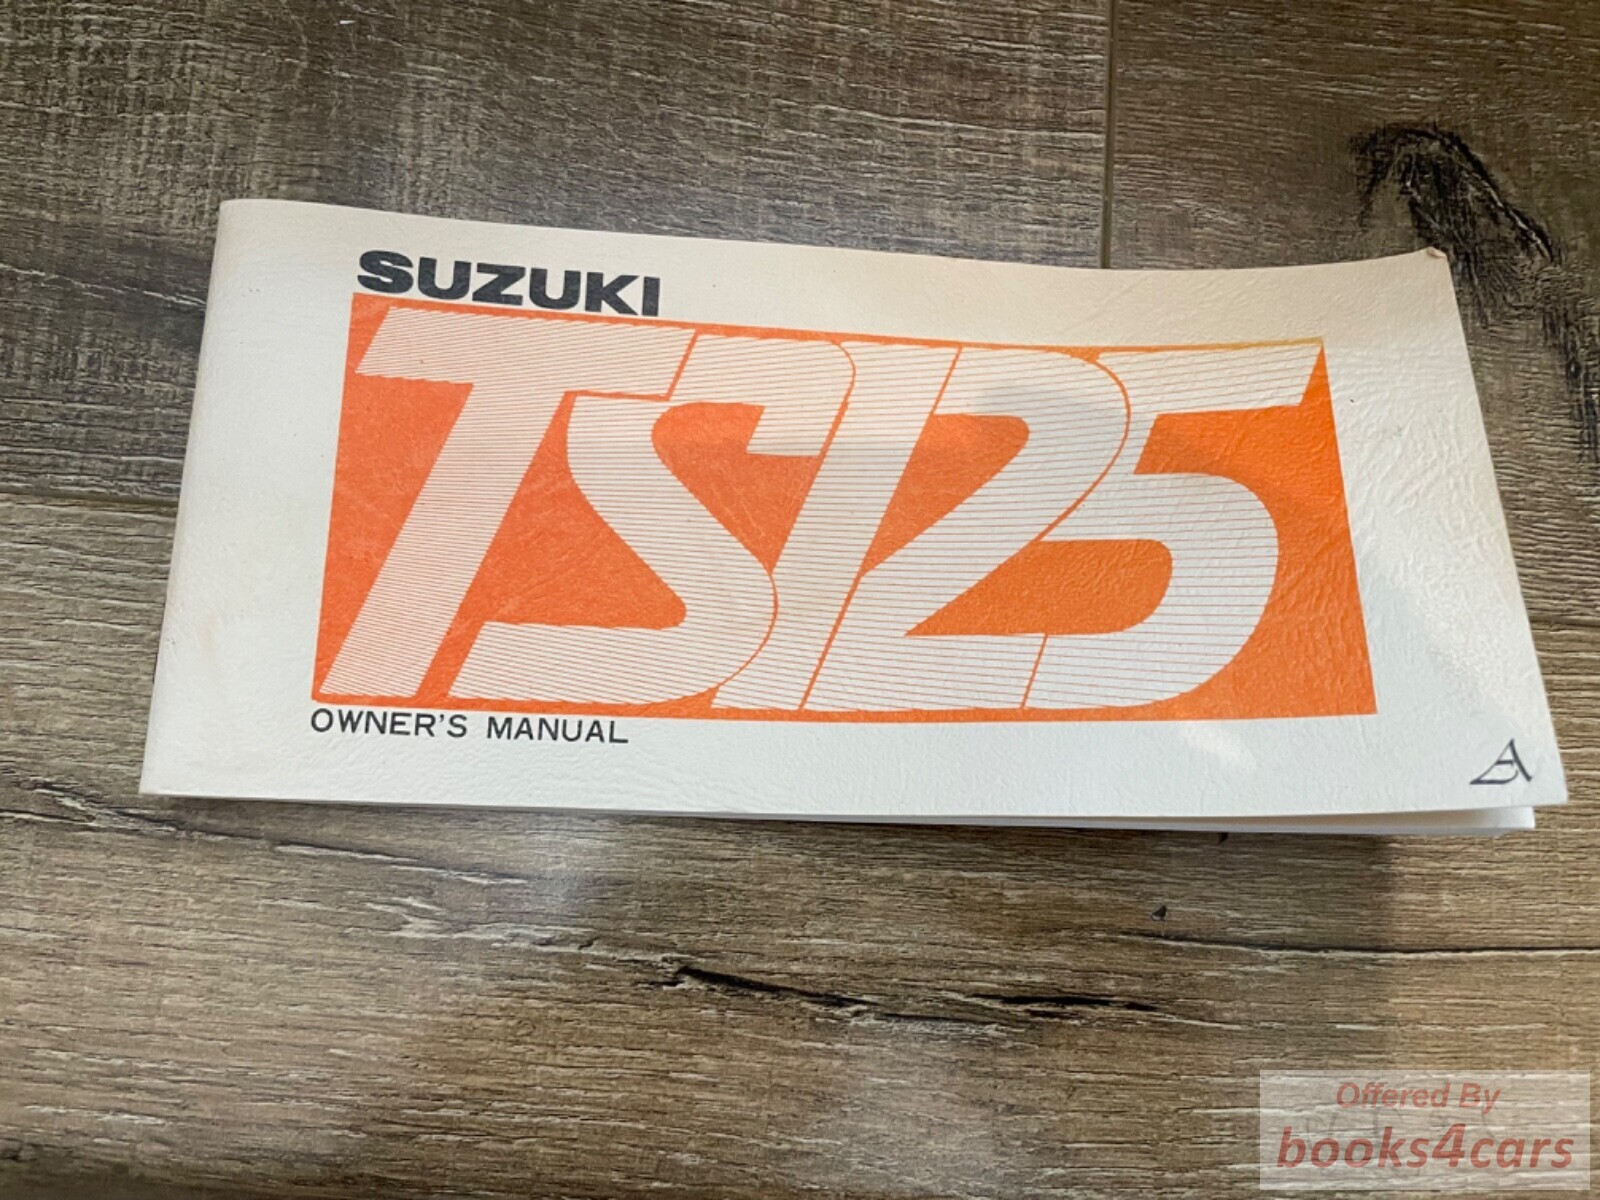 SUZUKI
TS125
OWNER'S MANUAL
Offered By
books4cars